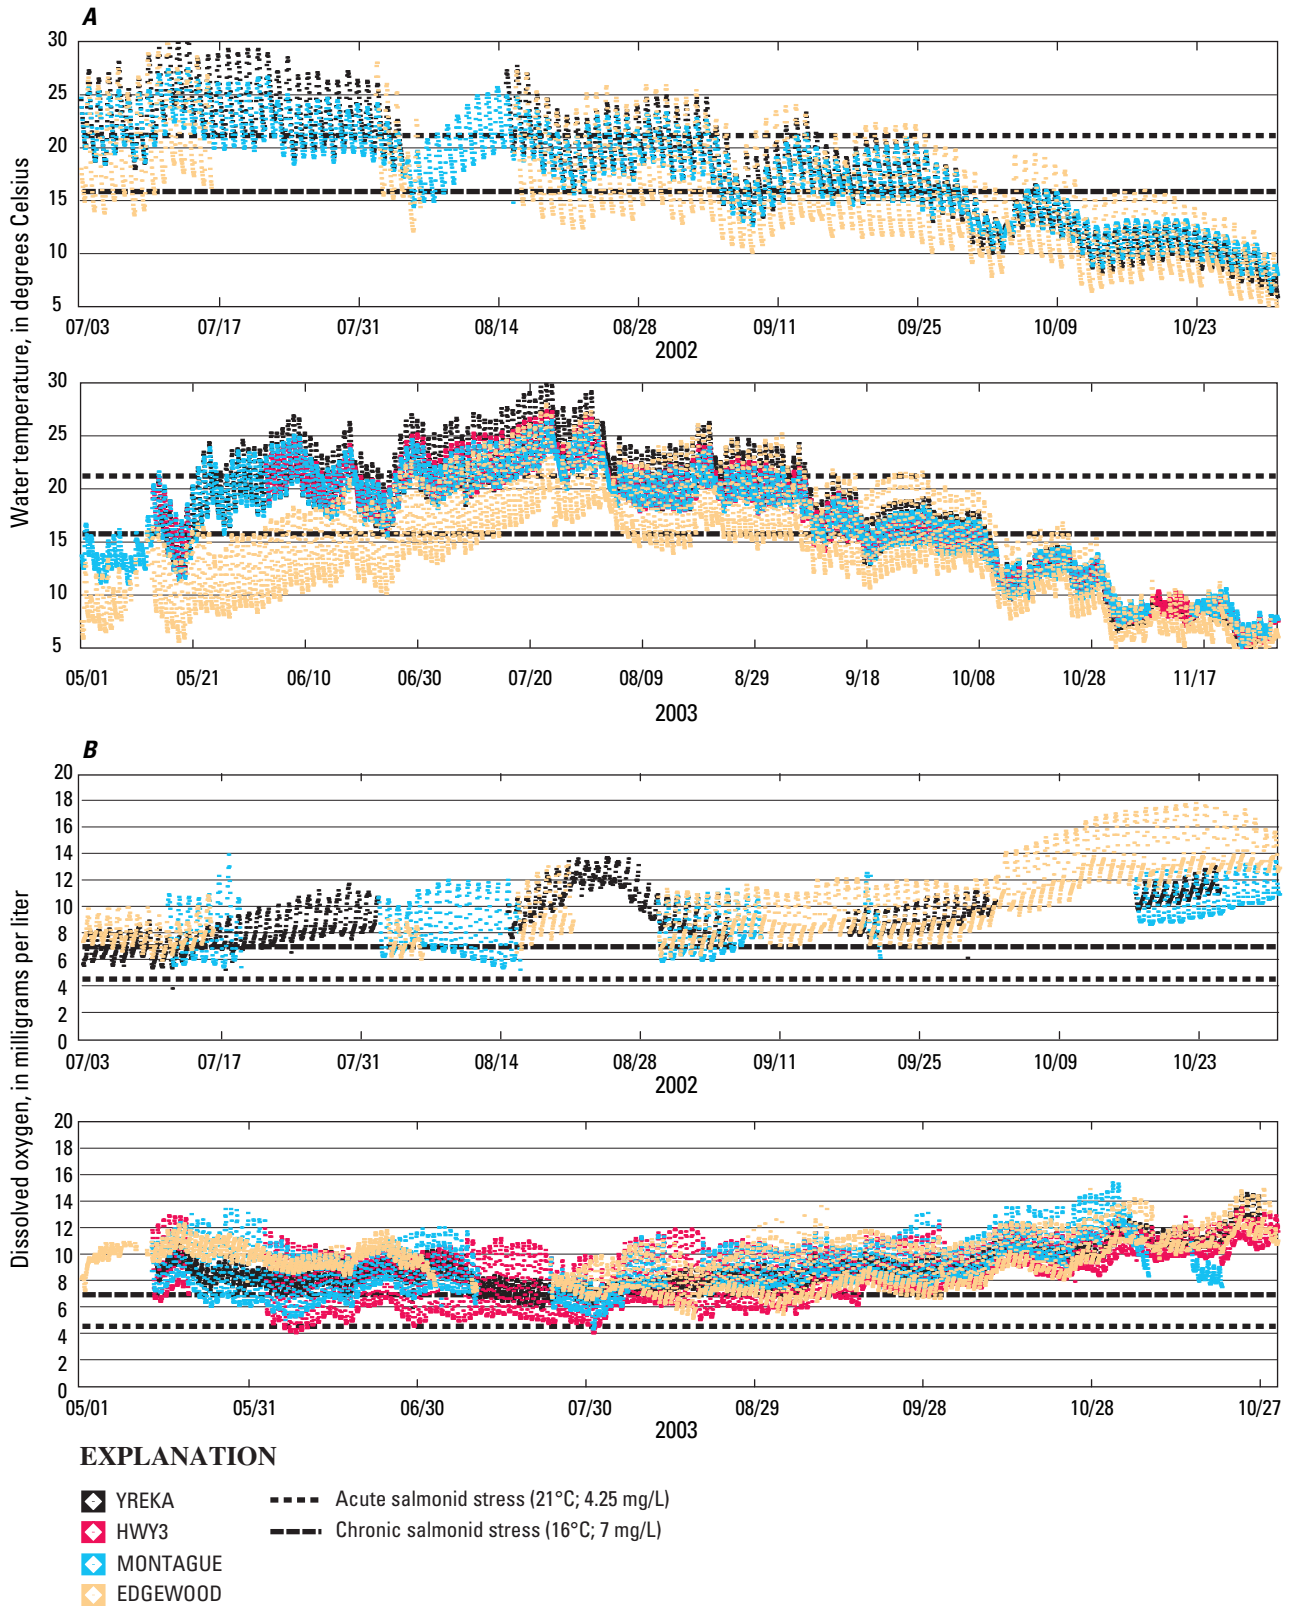 A
Water temperature, in degrees Celsius
30
25
20
15
10
5
07/03 07/17 07/31 08/14 08/28 09/11 09/25 10/09 10/23
2002
30
25
20
15
10
5
05/01 05/21 06/10 06/30 07/20 08/09 8/29 9/18 10/08 10/28 11/17
2003
B
Dissolved oxygen, in milligrams per liter
20
18
16
14
12
10
8
6
4
2
0
07/03 07/17 07/31 08/14 08/28 09/11 09/25 10/09 10/23
2002
20
18
16
14
12
10
8
6
4
2
0
05/01 05/31 06/30 07/30 08/29 09/28 10/28 10/27
2003
EXPLANATION
YREKA
HWY3
MONTAGUE
EDGEWOOD
Acute salmonid stress (21°C; 4.25 mg/L)
Chronic salmonid stress (16°C; 7 mg/L)